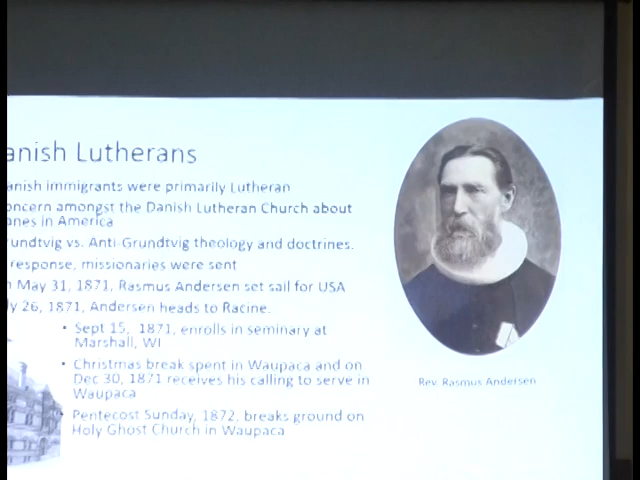 anish Lutherans
anish immigrants were primarily Lutheran
oncern amongst the Danish Lutheran Church about
anes in America
rundtvig vs. Anti-Grundtvig theology and doctrines.
response, missionaries were sent
n May 31, 1871, Rasmus Andersen set sail for USA
ly 26, 1871, Andersen heads to Racine.
• Sept 15, 1871, enrolls in seminary at
Marshall, WI
• Christmas break spent in Waupaca and on
Dec 30, 1871 receives his calling to serve in
Waupaca
• Pentecost Sunday, 1872, breaks ground on
Holy Ghost Church in Waupaca
Rev. Rasmus Andersen